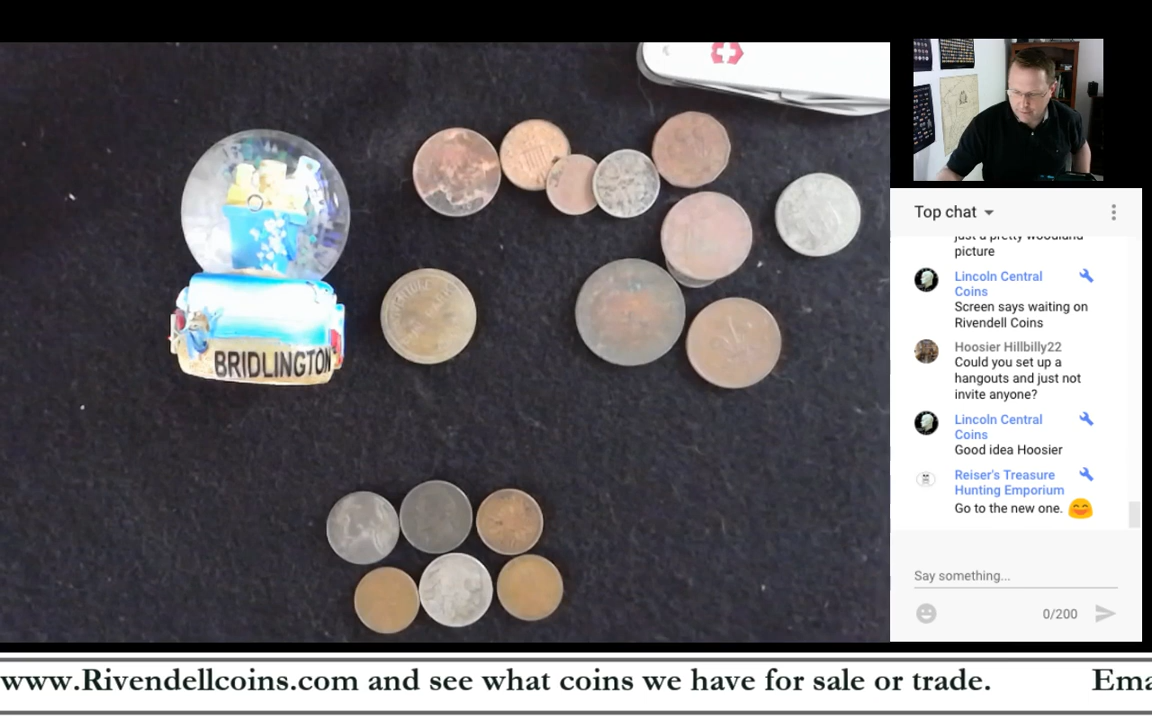 BRIDLINGTON
Top chat
just a pretty woodland
picture
Lincoln Central
Coins
Screen says waiting on
Rivendell Coins
Hoosier Hillbilly22
Could you set up a
hangouts and just not
invite anyone?
Lincoln Central
Coins
Good idea Hoosier
Reiser's Treasure
Hunting Emporium
Go to the new one.
Say something...
0/200
www.Rivendellcoins.com and see what coins we have for sale or trade. Ema